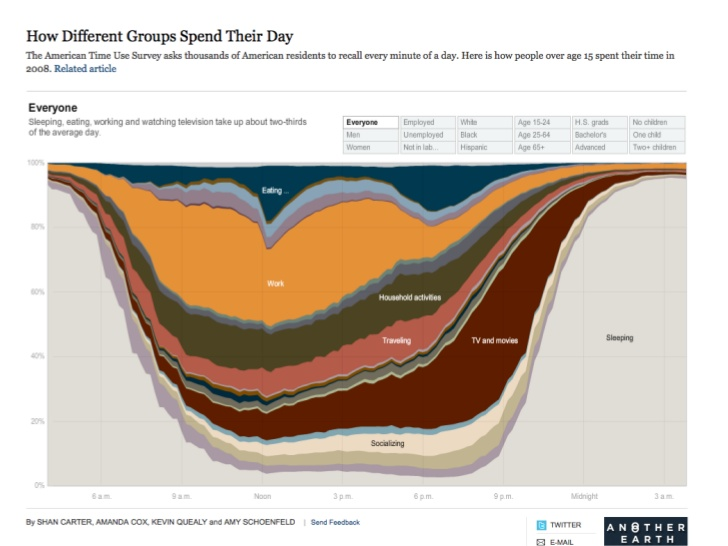 How Different Groups Spend Their Day
The American Time Use Survey asks thousands of American residents to recall every minute of a day. Here is how people over age 15 spent their time in
2008. Related article
Everyone
Sleeping, eating, working and watching television take up about two-thirds
of the average day.
Everyone Employed White Age 15-24 H.S. grads No children
Men Unemployed Black Age 25-64 Bachelor's One child
Women Not in lab... Hispanic Age 65+ Advanced Two+ children
100%
Eating ...
80%
Work
60%
Household activities
Traveling
TV and movies
Sleeping
40%
20%
Socializing
0%
6 a.m. 9 a.m. Noon 3 p.m. 6 p.m. 9 p.m. Midnight 3 a.m.
By SHAN CARTER, AMANDA COX, KEVIN QUEALY and AMY SCHOENFELD | Send Feedback
TWITTER
E-MAIL
ANOTHER
EARTH